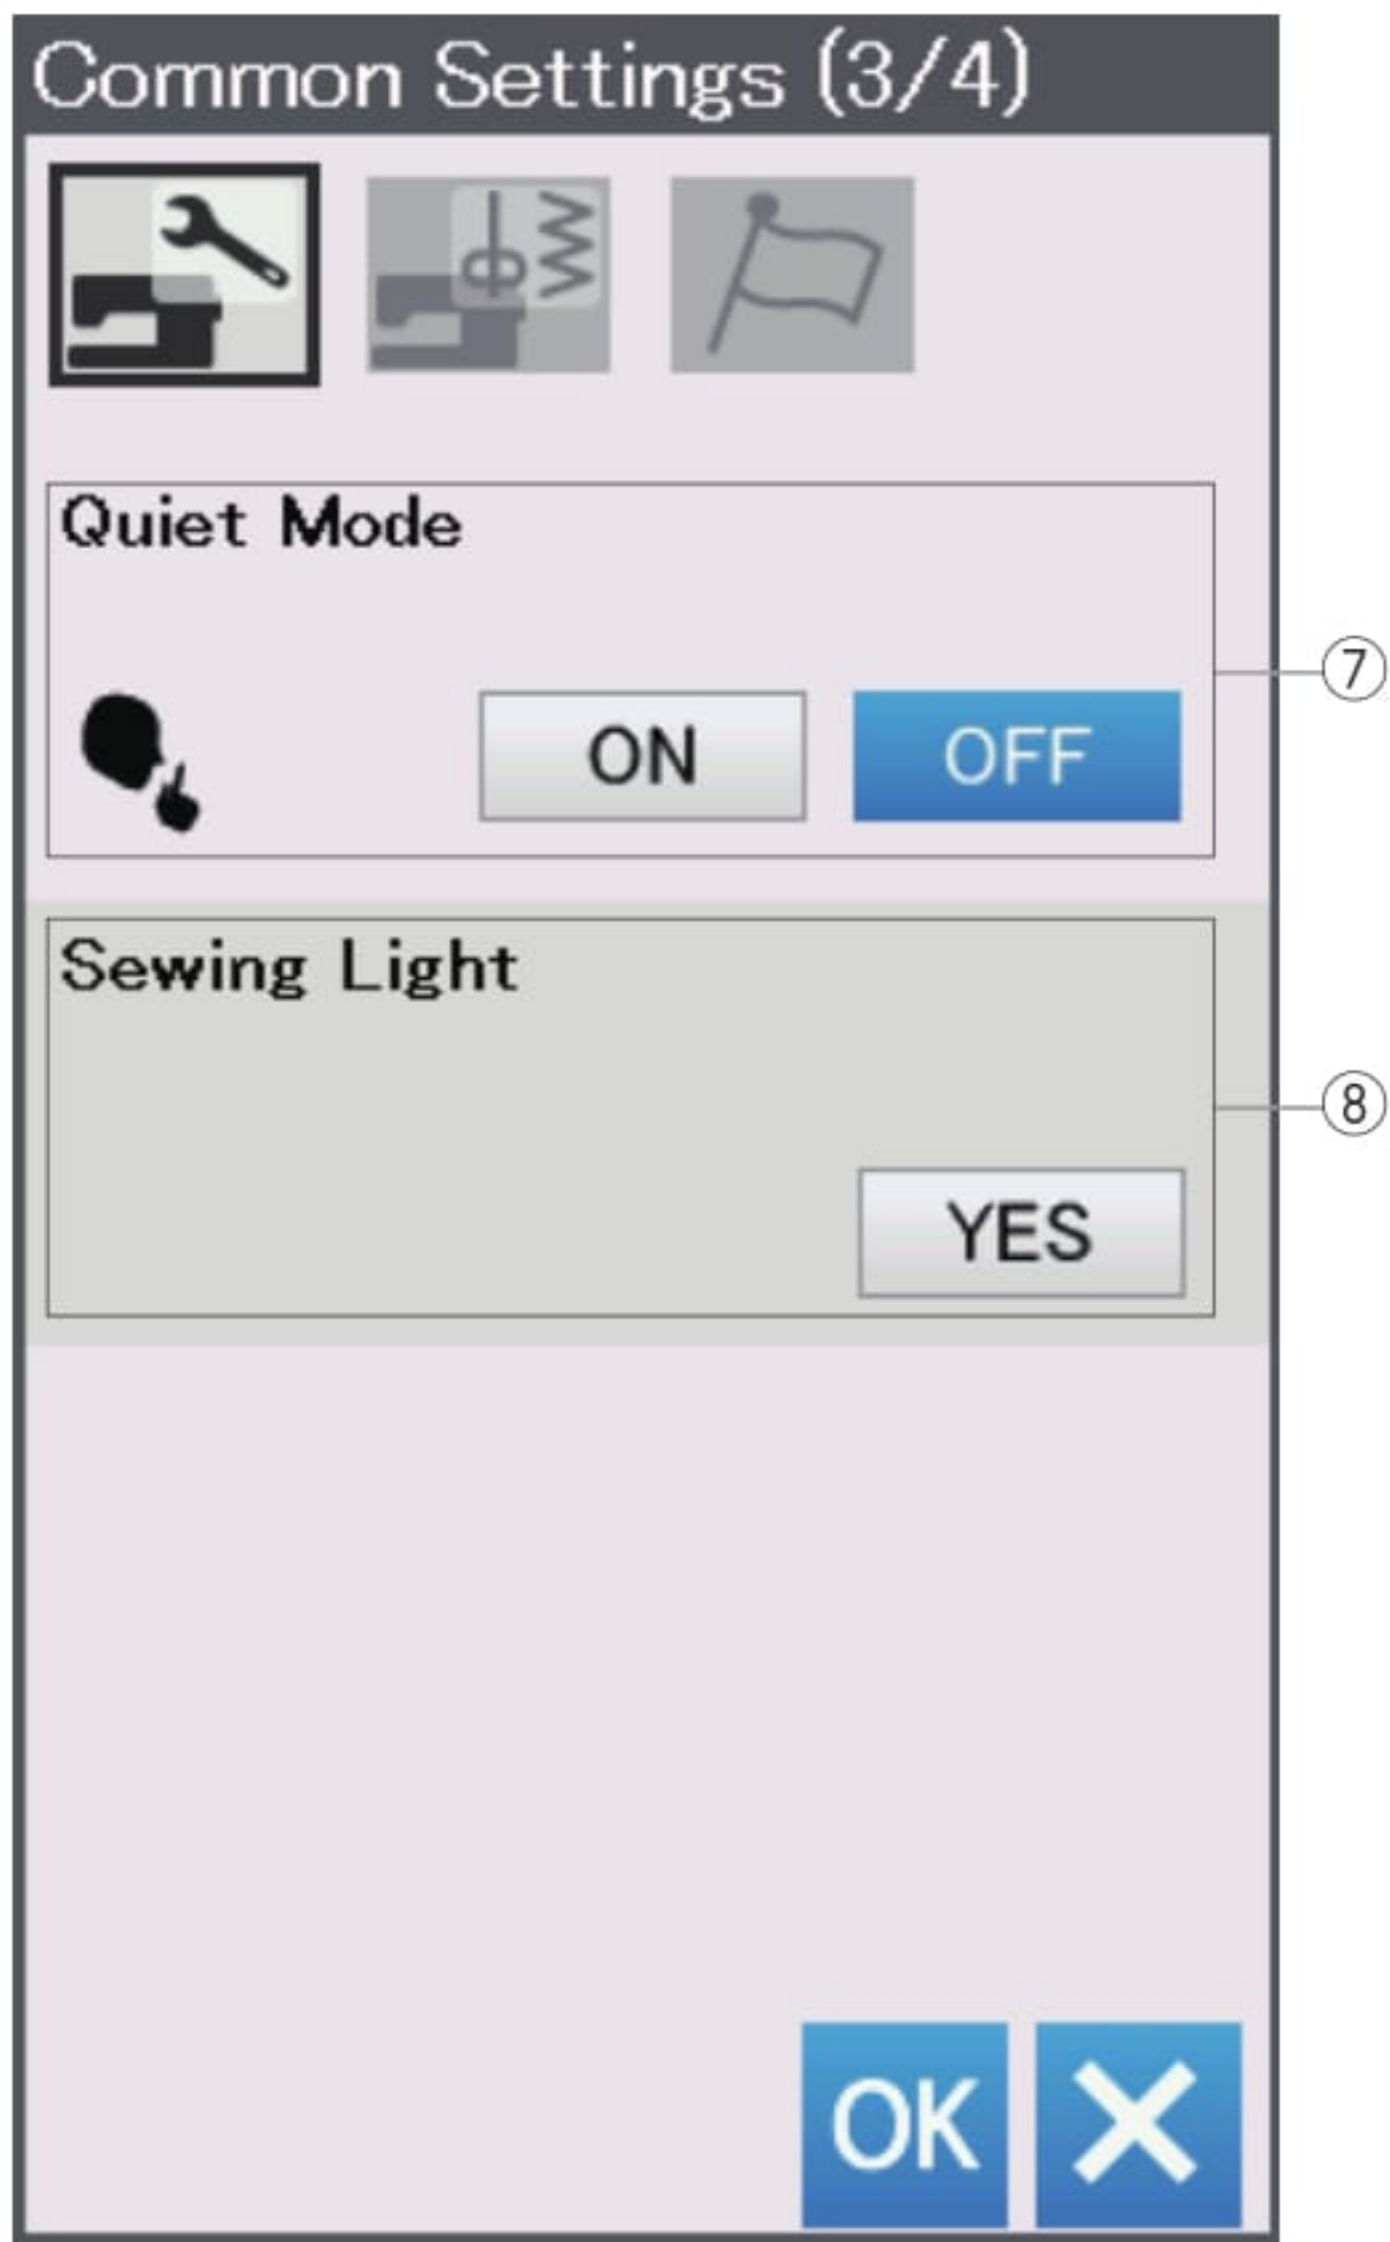 Common Settings (3/4)
Quiet Mode
ON OFF
⑦
Sewing Light
⑧
YES
OK ×